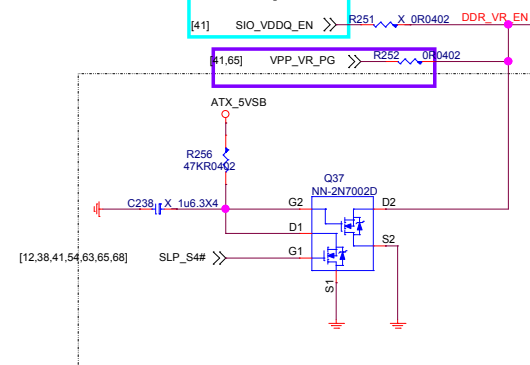 [41] SIO_VDDQ_EN R251 X_0R0402 DDR_VR_EN
[41,65] VPP_VR_PG R252 0R0402
ATX_5VSB
R256
47KR0402
Q37
NN-2N7002D
C238 X_1u6.3X4 G2 D2
D1
S2
[12,38,41,54,63,65,68] SLP_S4# G1
S1